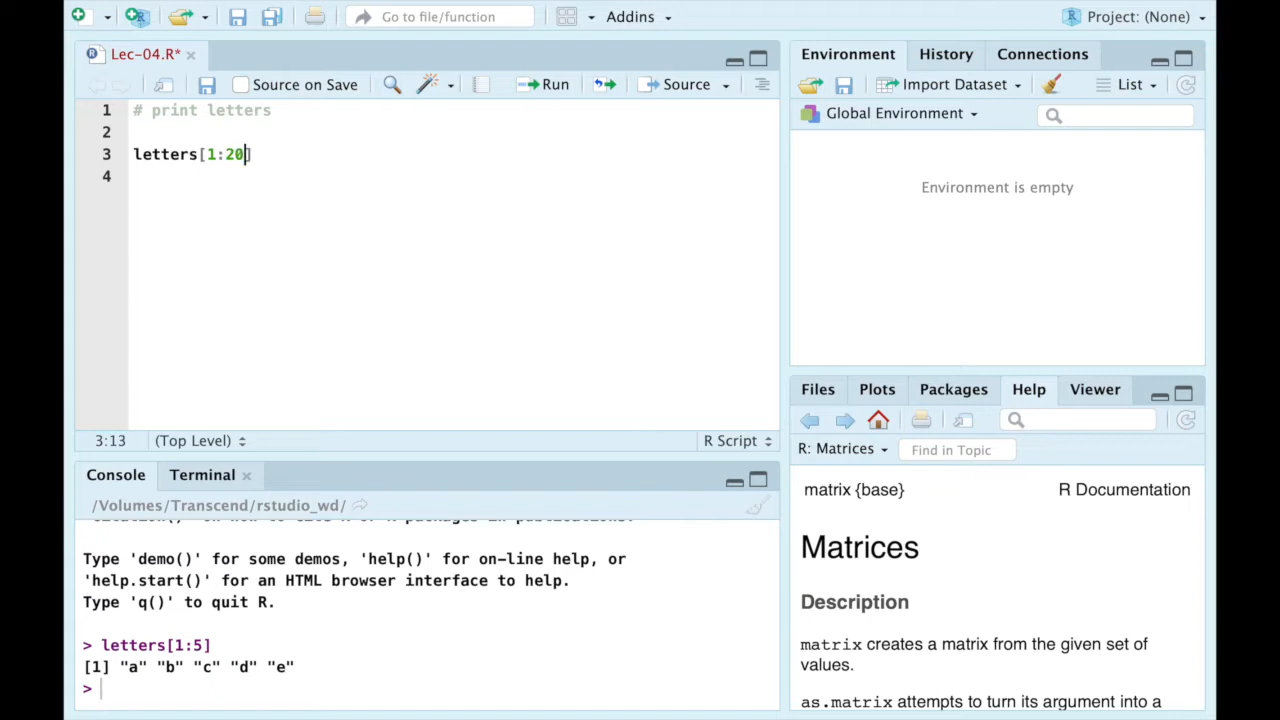 Go to file/function
Addins
Project: (None)
Lec-04.R*
Source on Save
Run
Source
1 # print letters
2
3 letters[1:20]
4
3:13
(Top Level)
R Script
Console
Terminal
/Volumes/Transcend/rstudio_wd/
Type 'demo()' for some demos, 'help()' for on-line help, or
'help.start()' for an HTML browser interface to help.
Type 'q()' to quit R.
> letters[1:5]
[1] "a" "b" "c" "d" "e"
>
Environment
History
Connections
Import Dataset
List
Global Environment
Environment is empty
Files
Plots
Packages
Help
Viewer
R: Matrices
Find in Topic
matrix {base}
R Documentation
Matrices
Description
matrix creates a matrix from the given set of
values.
as.matrix attempts to turn its argument into a